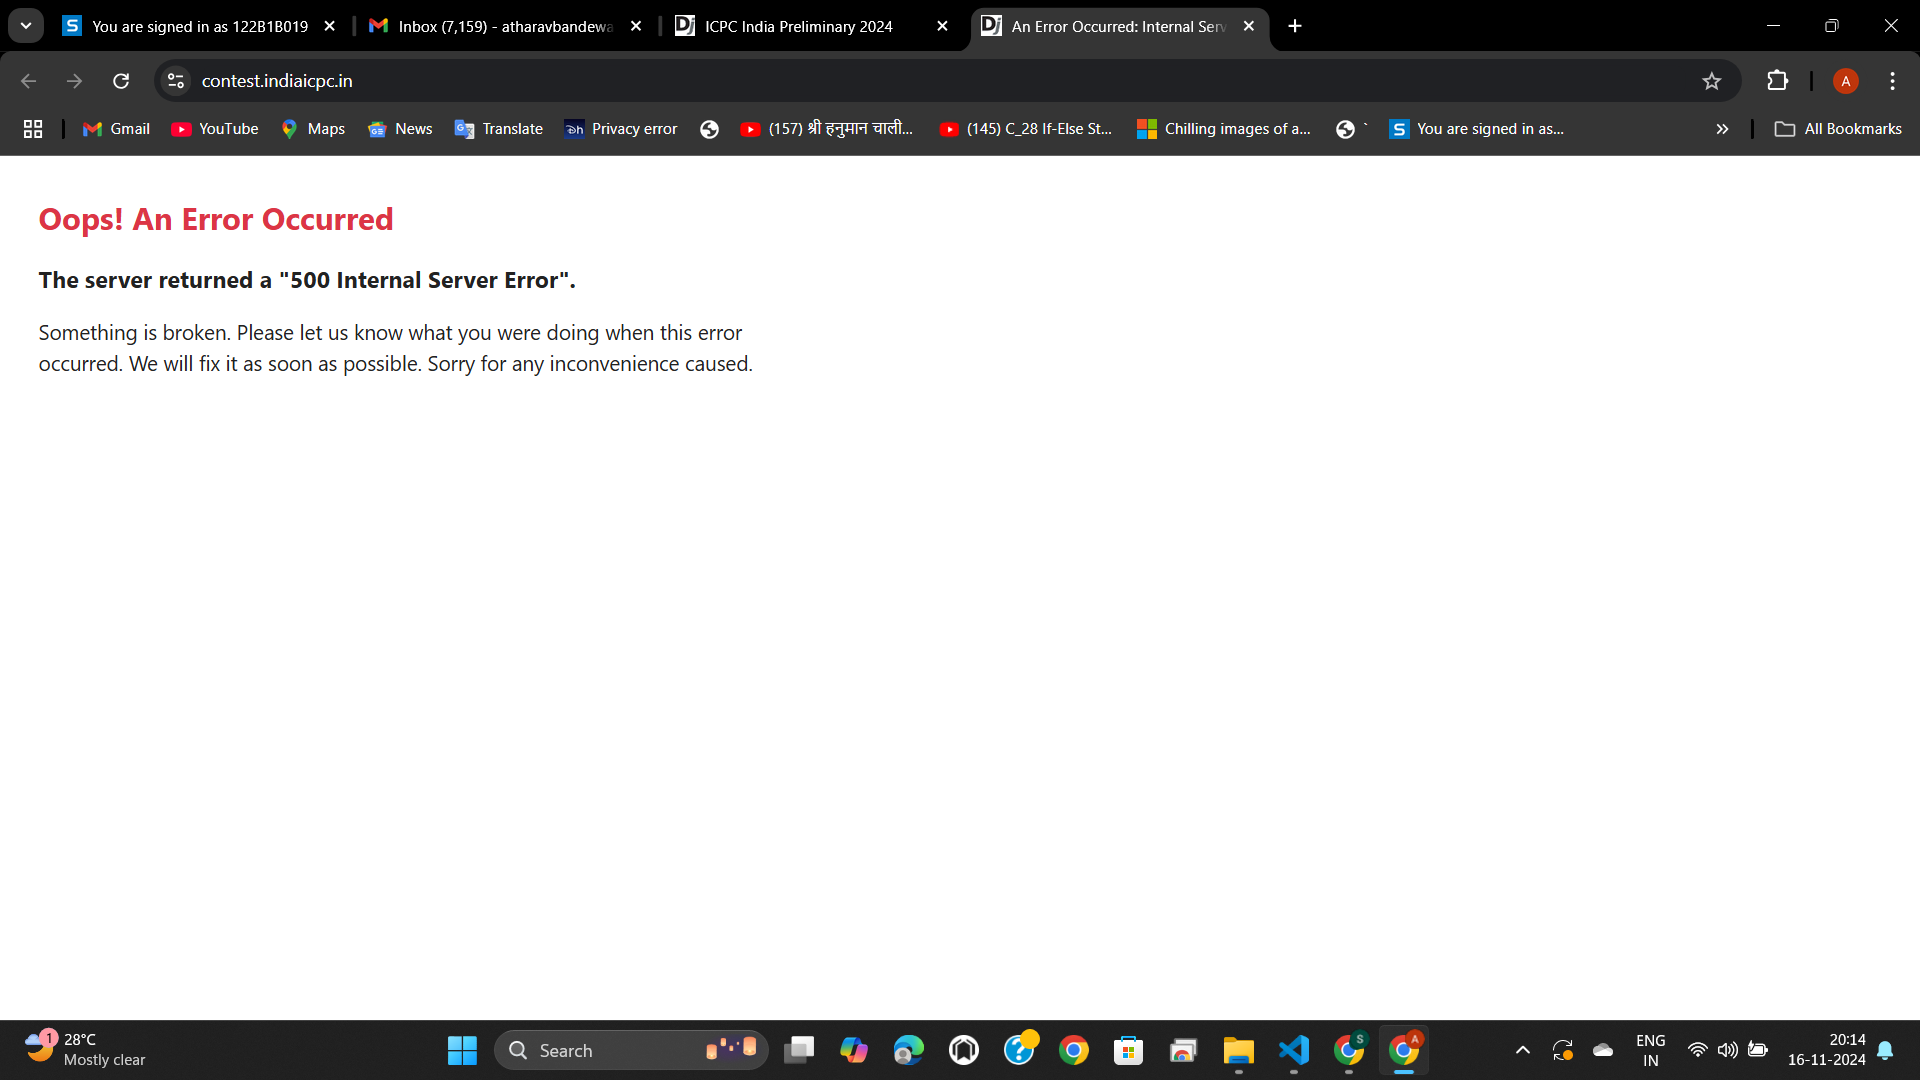 You are signed in as 122B1B019
Inbox (7,159) - atharavbandewa
ICPC India Preliminary 2024
An Error Occurred: Internal Serv
contest.indiaicpc.in
A
Gmail
YouTube
Maps
News
Translate
Privacy error
(157) श्री हनुमान चाली...
(145) C_28 If-Else St...
Chilling images of a...
`
You are signed in as...
All Bookmarks
Oops! An Error Occurred
The server returned a "500 Internal Server Error".
Something is broken. Please let us know what you were doing when this error
occurred. We will fix it as soon as possible. Sorry for any inconvenience caused.
1
28°C
Mostly clear
Search
S
A
ENG
IN
20:14
16-11-2024